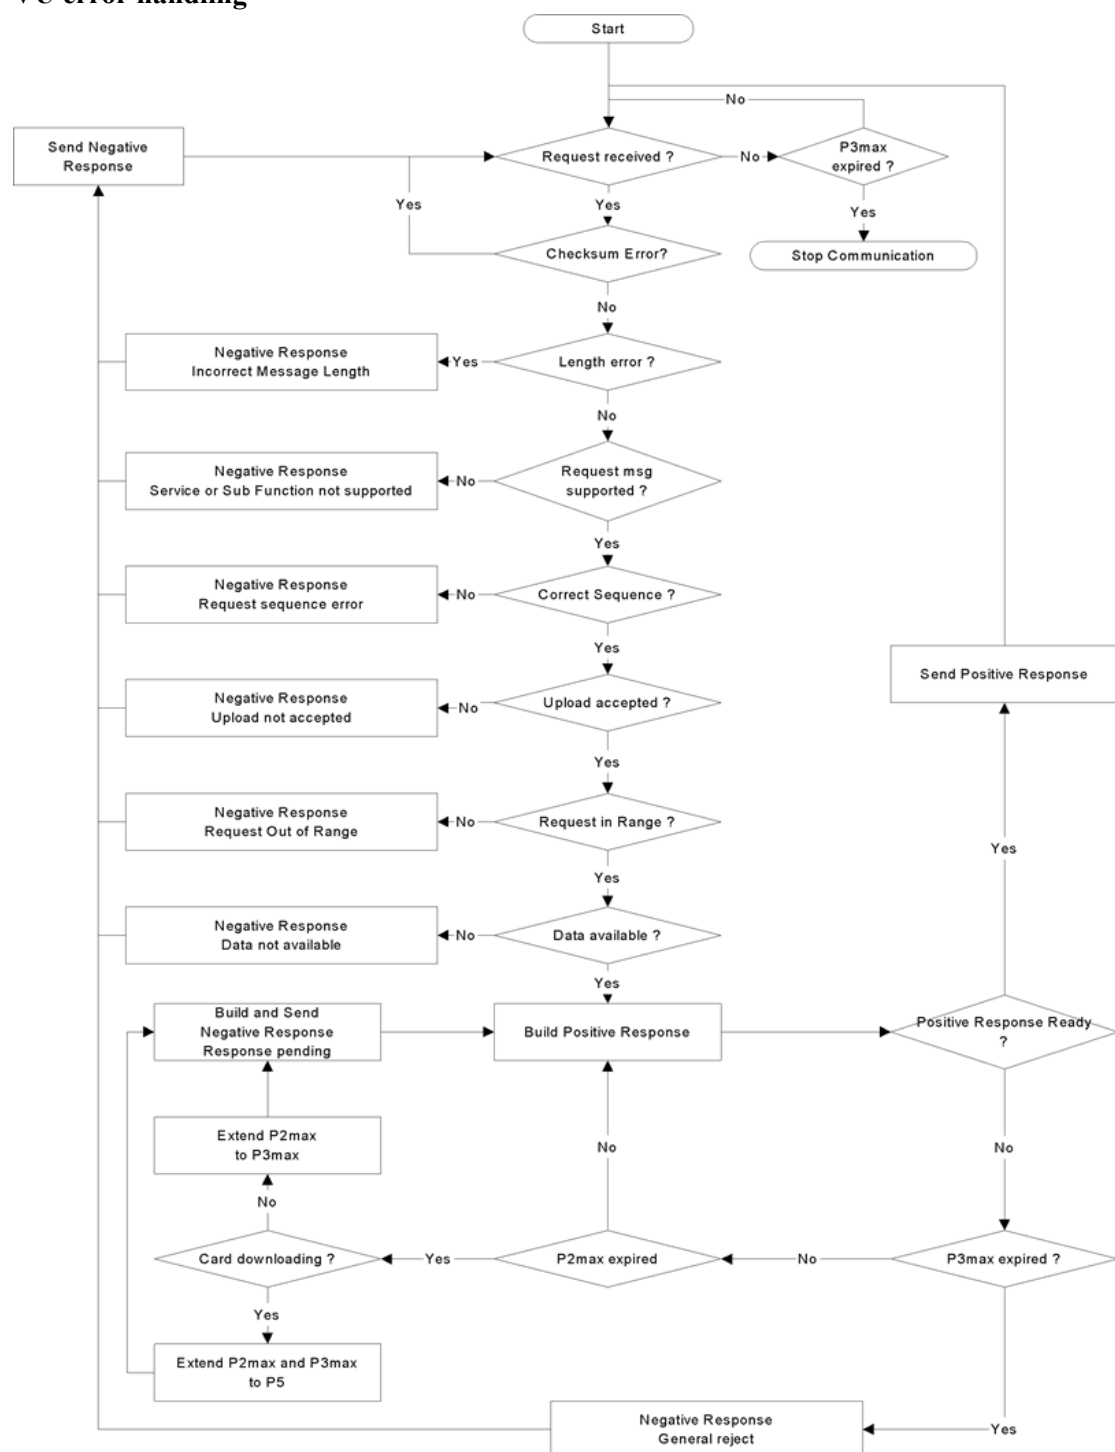 VU error handling
Start
No
Send Negative
Response
Request received ?
No
P3max
expired ?
Yes
Yes
Yes
Checksum Error?
Stop Communication
No
Negative Response
Incorrect Message Length
Yes
Length error ?
No
Negative Response
Service or Sub Function not supported
No
Request msg
supported ?
Yes
Negative Response
Request sequence error
No
Correct Sequence ?
Yes
Send Positive Response
Negative Response
Upload not accepted
No
Upload accepted ?
Yes
Negative Response
Request Out of Range
No
Request in Range ?
Yes
Yes
Negative Response
Data not available
No
Data available ?
Yes
Build and Send
Negative Response
Response pending
Build Positive Response
Positive Response Ready
?
Extend P2max
to P3max
No
No
No
Card downloading ?
Yes
P2max expired
No
P3max expired ?
Yes
Extend P2max and P3max
to P5
Negative Response
General reject
Yes